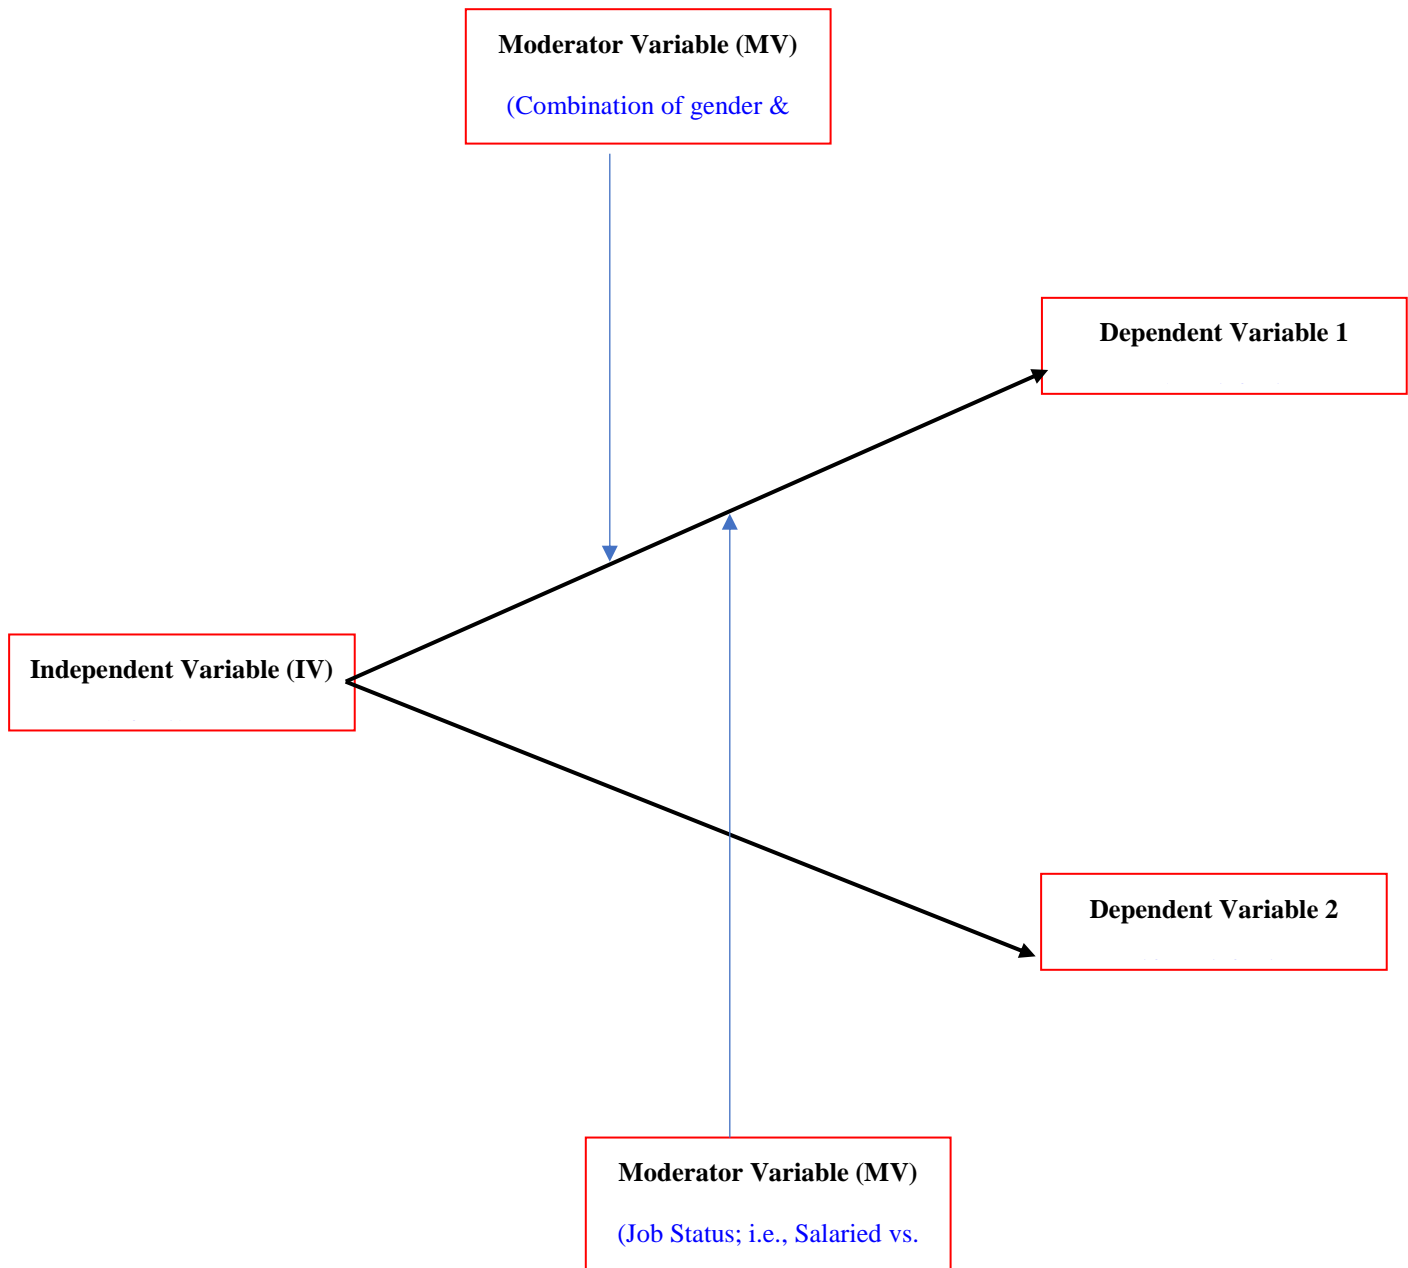 Moderator Variable (MV)
(Combination of gender &
Dependent Variable 1
Independent Variable (IV)
Dependent Variable 2
Moderator Variable (MV)
(Job Status; i.e., Salaried vs.